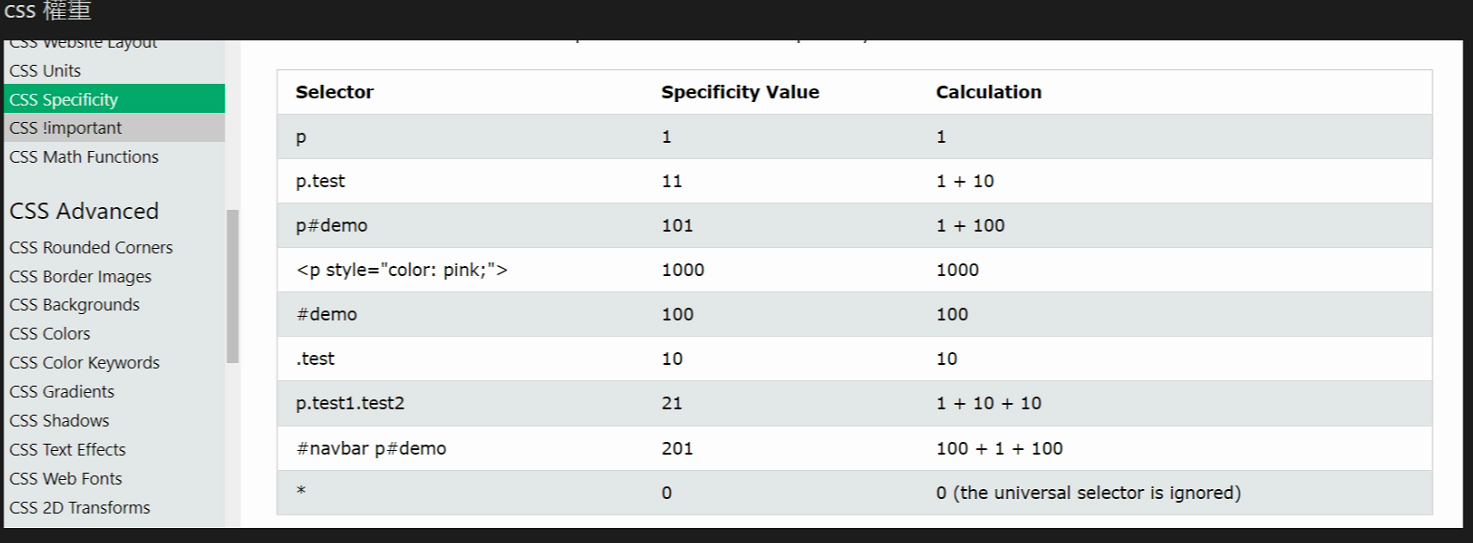 css 權重
CSS Website Layout
CSS Units
CSS Specificity
CSS !important
CSS Math Functions
CSS Advanced
CSS Rounded Corners
CSS Border Images
CSS Backgrounds
CSS Colors
CSS Color Keywords
CSS Gradients
CSS Shadows
CSS Text Effects
CSS Web Fonts
CSS 2D Transforms
Selector Specificity Value Calculation
p 1 1
p.test 11 1 + 10
p#demo 101 1 + 100
<p style="color: pink;"> 1000 1000
#demo 100 100
.test 10 10
p.test1.test2 21 1 + 10 + 10
#navbar p#demo 201 100 + 1 + 100
* 0 0 (the universal selector is ignored)